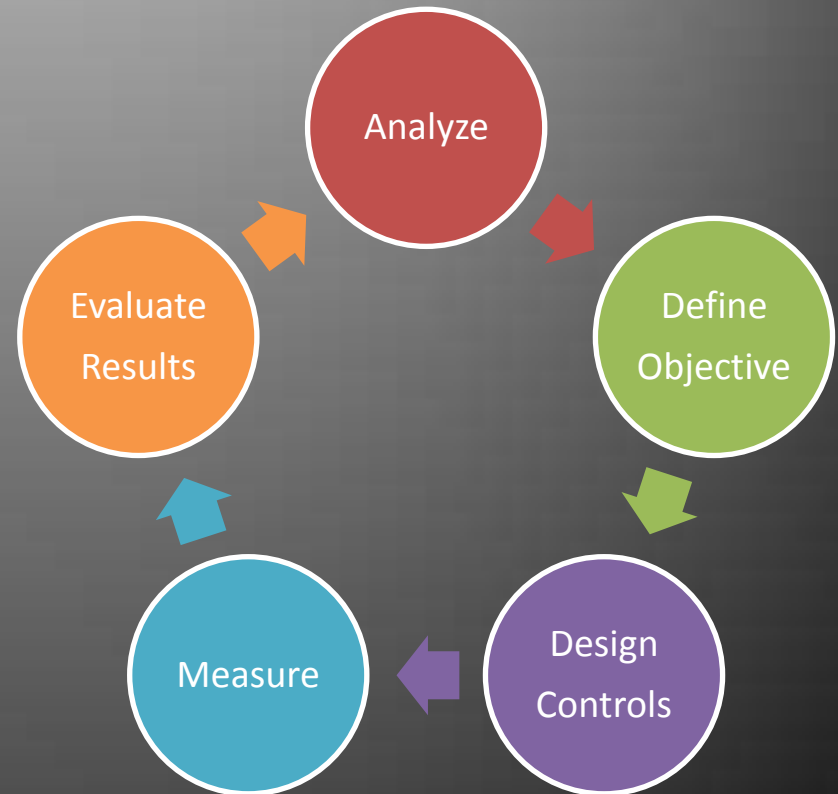 Analyze
Define
Objective
Design
Controls
Measure
Evaluate
Results